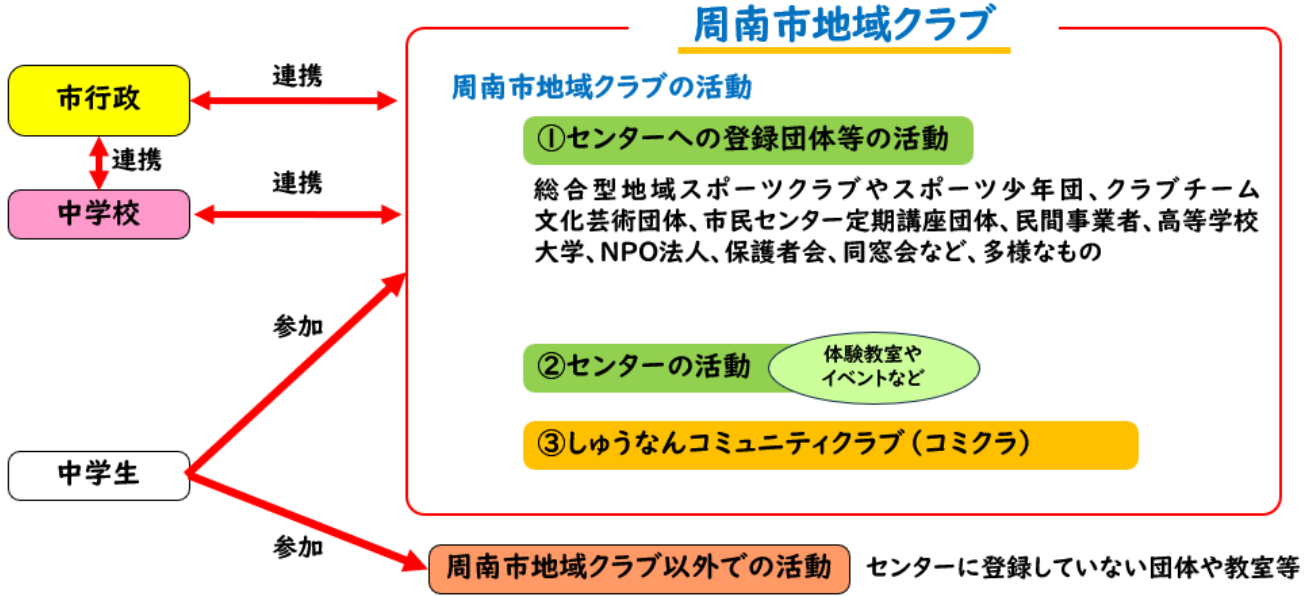 周南市地域クラブ
周南市地域クラブの活動
市行政
連携
連携
中学校
連携
①センターへの登録団体等の活動
総合型地域スポーツクラブやスポーツ少年団、クラブチーム
文化芸術団体、市民センター定期講座団体、民間事業者、高等学校
大学、NPO法人、保護者会、同窓会など、多様なもの
参加
②センターの活動
体験教室や
イベントなど
③しゅうなんコミュニティクラブ(コミクラ)
中学生
参加
周南市地域クラブ以外での活動
センターに登録していない団体や教室等